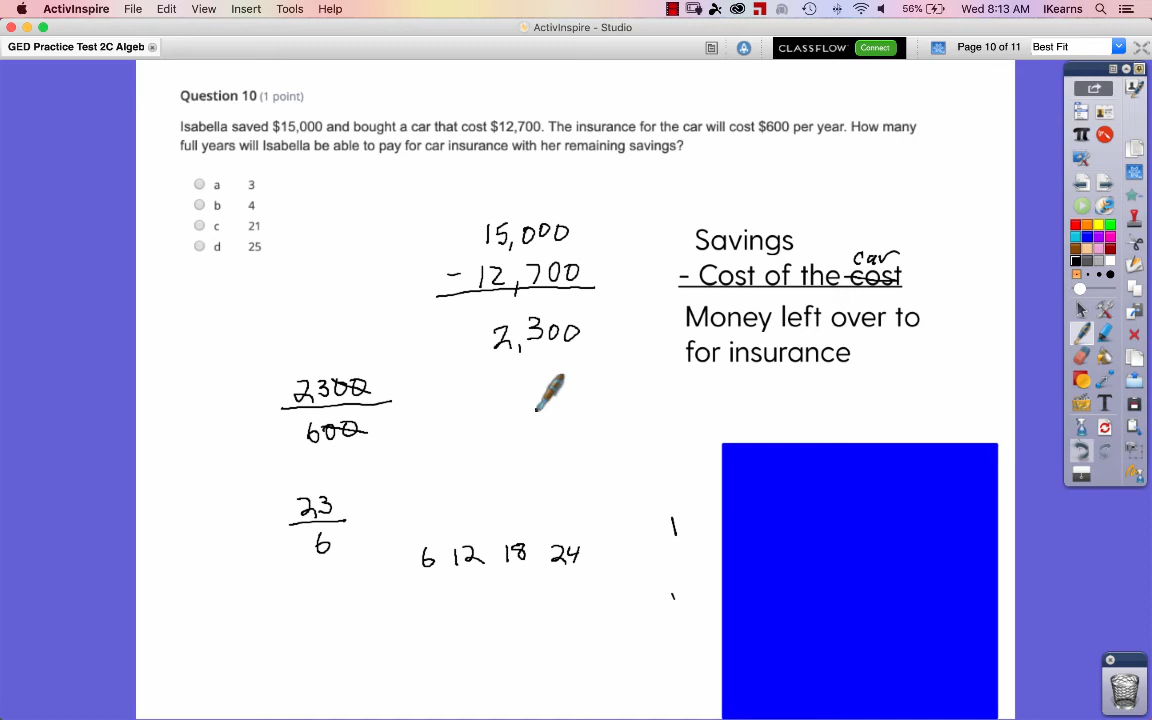 ActivInspire File Edit View Insert Tools Help 56% Wed 8:13 AM IKearns
ActivInspire - Studio
GED Practice Test 2C Algeb CLASSFLOW Connect Page 10 of 11 Best Fit
Question 10 (1 point)
Isabella saved $15,000 and bought a car that cost $12,700. The insurance for the car will cost $600 per year. How many
full years will Isabella be able to pay for car insurance with her remaining savings?
a 3
b 4
c 21
d 25
15,000
- 12,700
2,300
2300
600
23
6
6 12 18 24
Savings
car
- Cost of the cost
Money left over to
for insurance